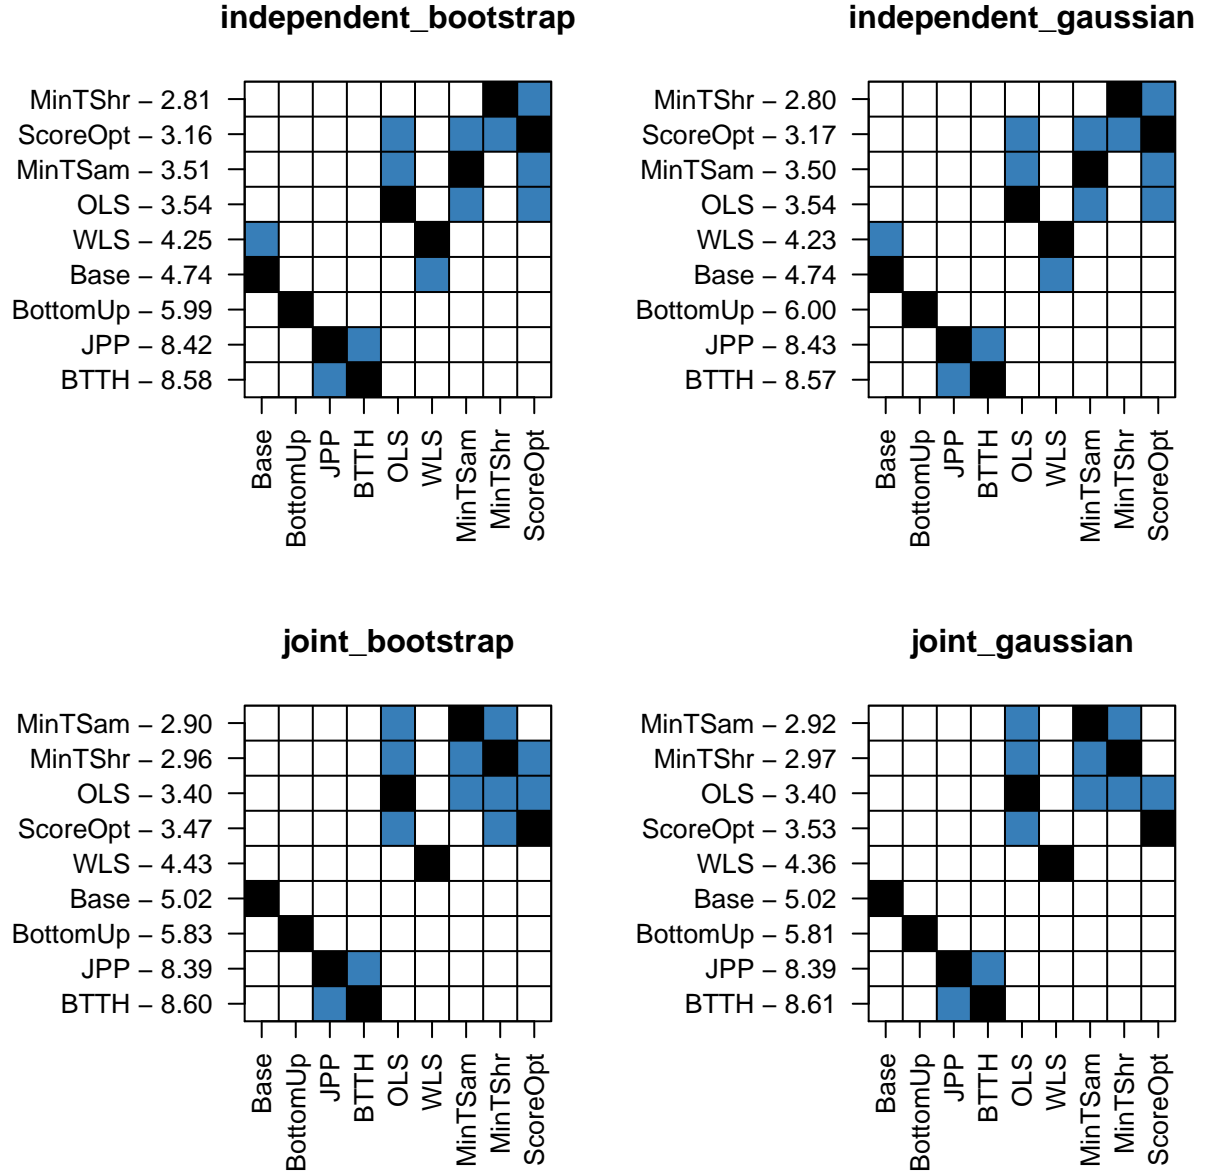 independent_bootstrap
MinTShr − 2.81
ScoreOpt − 3.16
MinTSam − 3.51
OLS − 3.54
WLS − 4.25
Base − 4.74
BottomUp − 5.99
JPP − 8.42
BTTH − 8.58
Base
BottomUp
JPP
BTTH
OLS
WLS
MinTSam
MinTShr
ScoreOpt
independent_gaussian
MinTShr − 2.80
ScoreOpt − 3.17
MinTSam − 3.50
OLS − 3.54
WLS − 4.23
Base − 4.74
BottomUp − 6.00
JPP − 8.43
BTTH − 8.57
Base
BottomUp
JPP
BTTH
OLS
WLS
MinTSam
MinTShr
ScoreOpt
joint_bootstrap
MinTSam − 2.90
MinTShr − 2.96
OLS − 3.40
ScoreOpt − 3.47
WLS − 4.43
Base − 5.02
BottomUp − 5.83
JPP − 8.39
BTTH − 8.60
Base
BottomUp
JPP
BTTH
OLS
WLS
MinTSam
MinTShr
ScoreOpt
joint_gaussian
MinTSam − 2.92
MinTShr − 2.97
OLS − 3.40
ScoreOpt − 3.53
WLS − 4.36
Base − 5.02
BottomUp − 5.81
JPP − 8.39
BTTH − 8.61
Base
BottomUp
JPP
BTTH
OLS
WLS
MinTSam
MinTShr
ScoreOpt